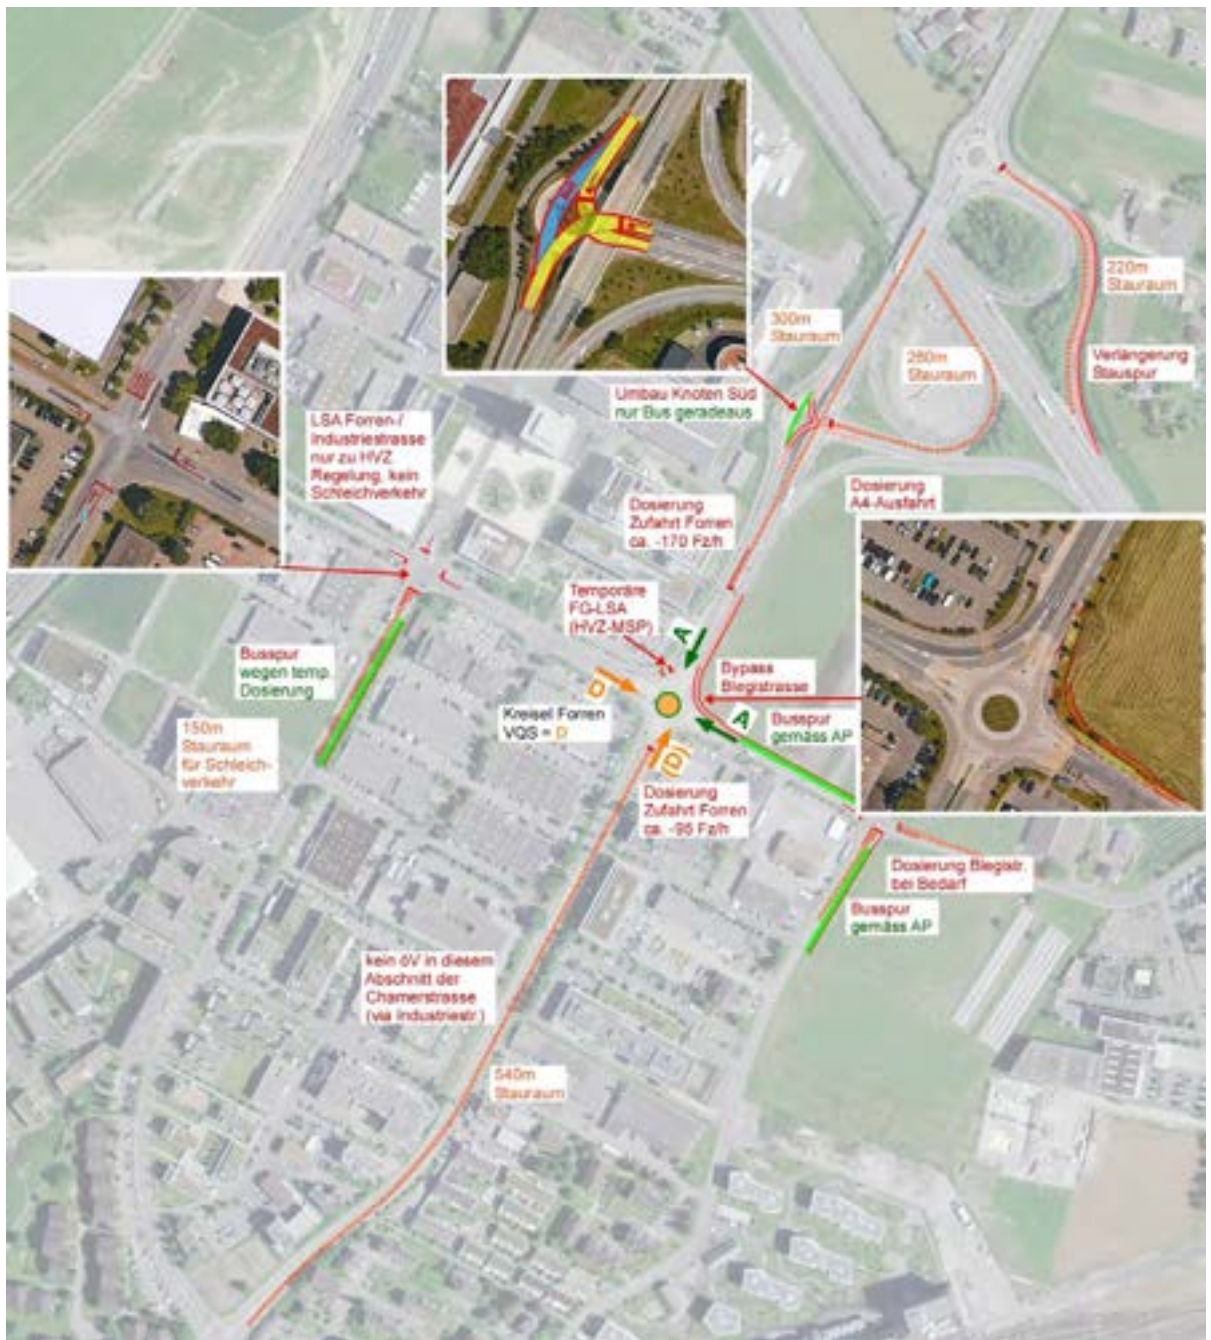 220m
Stauraum
300m
Stauraum
260m
Stauraum
Verlängerung
Stauspur
Umbau Knoten Süd
nur Bus geradeaus
LSA Forren-/
Industriestrasse
nur zu HVZ
Regelung, kein
Schleichverkehr
Dosierung
A4-Ausfahrt
Dosierung
Zufahrt Forren
ca. -170 Fz/h
Temporäre
FG-LSA
(HVZ-MSP)
A
Busspur
wegen temp.
Dosierung
Bypass
Blegistrasse
D
Kreisel Forren
VQS = D
A
Busspur
gemäss AP
150m
Stauraum
für Schleich-
verkehr
(D)
Dosierung
Zufahrt Forren
ca. -95 Fz/h
Dosierung Blegistr.
bei Bedarf
Busspur
gemäss AP
kein öV in diesem
Abschnitt der
Chamerstrasse
(via Industriestr.)
540m
Stauraum